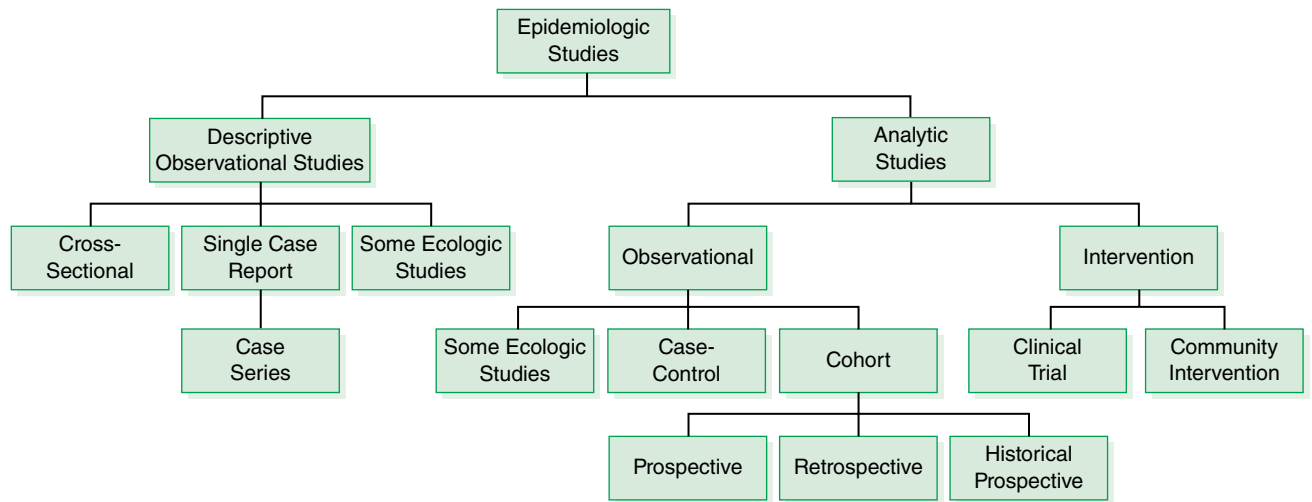 Epidemiologic
Studies
Descriptive
Observational Studies
Analytic
Studies
Cross-
Sectional
Single Case
Report
Some Ecologic
Studies
Observational
Intervention
Case
Series
Some Ecologic
Studies
Case-
Control
Cohort
Clinical
Trial
Community
Intervention
Prospective
Retrospective
Historical
Prospective